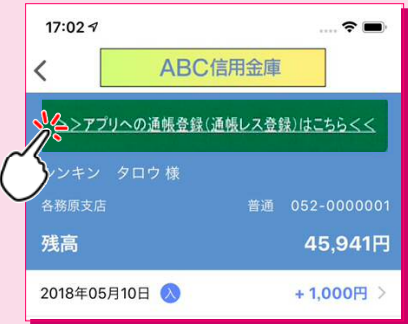 17:02
ABC信用金庫
>アプリへの通帳登録(通帳レス登録)はこちら<<
ンキン タロウ 様
各務原支店 普通 052-0000001
残高 45,941円
2018年05月10日 入 +1,000円 >